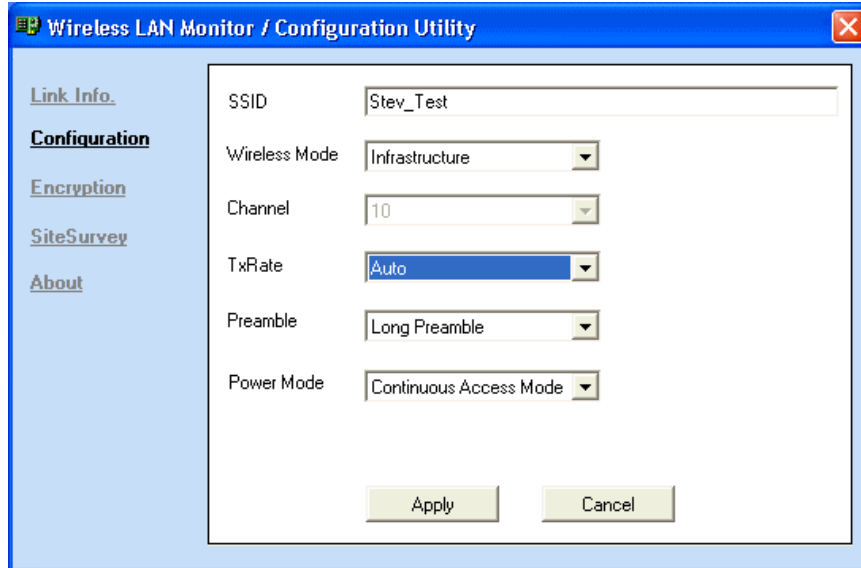 Wireless LAN Monitor / Configuration Utility
Link Info.
Configuration
Encryption
SiteSurvey
About
SSID Stev_Test
Wireless Mode Infrastructure
Channel 10
TxRate Auto
Preamble Long Preamble
Power Mode Continuous Access Mode
Apply Cancel